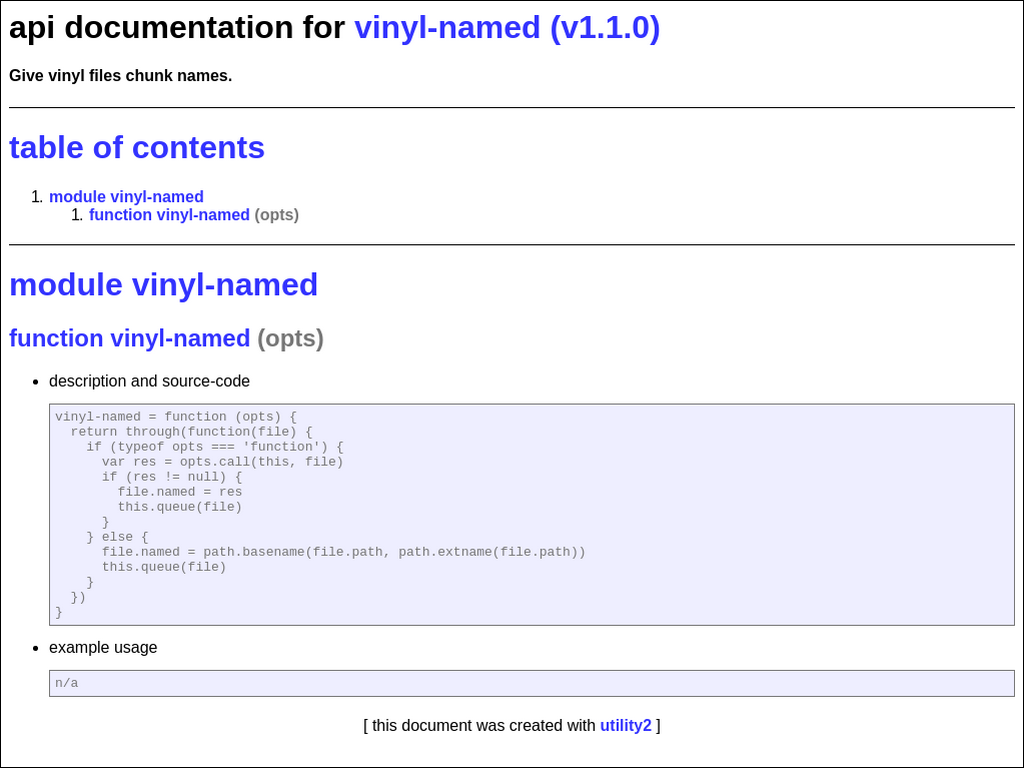 api documentation for vinyl-named (v1.1.0)
Give vinyl files chunk names.
table of contents
1. module vinyl-named
1. function vinyl-named (opts)
module vinyl-named
function vinyl-named (opts)
• description and source-code
vinyl-named = function (opts) {
  return through(function(file) {
    if (typeof opts === 'function') {
      var res = opts.call(this, file)
      if (res != null) {
        file.named = res
        this.queue(file)
      }
    } else {
      file.named = path.basename(file.path, path.extname(file.path))
      this.queue(file)
    }
  })
}
• example usage
n/a
[ this document was created with utility2 ]